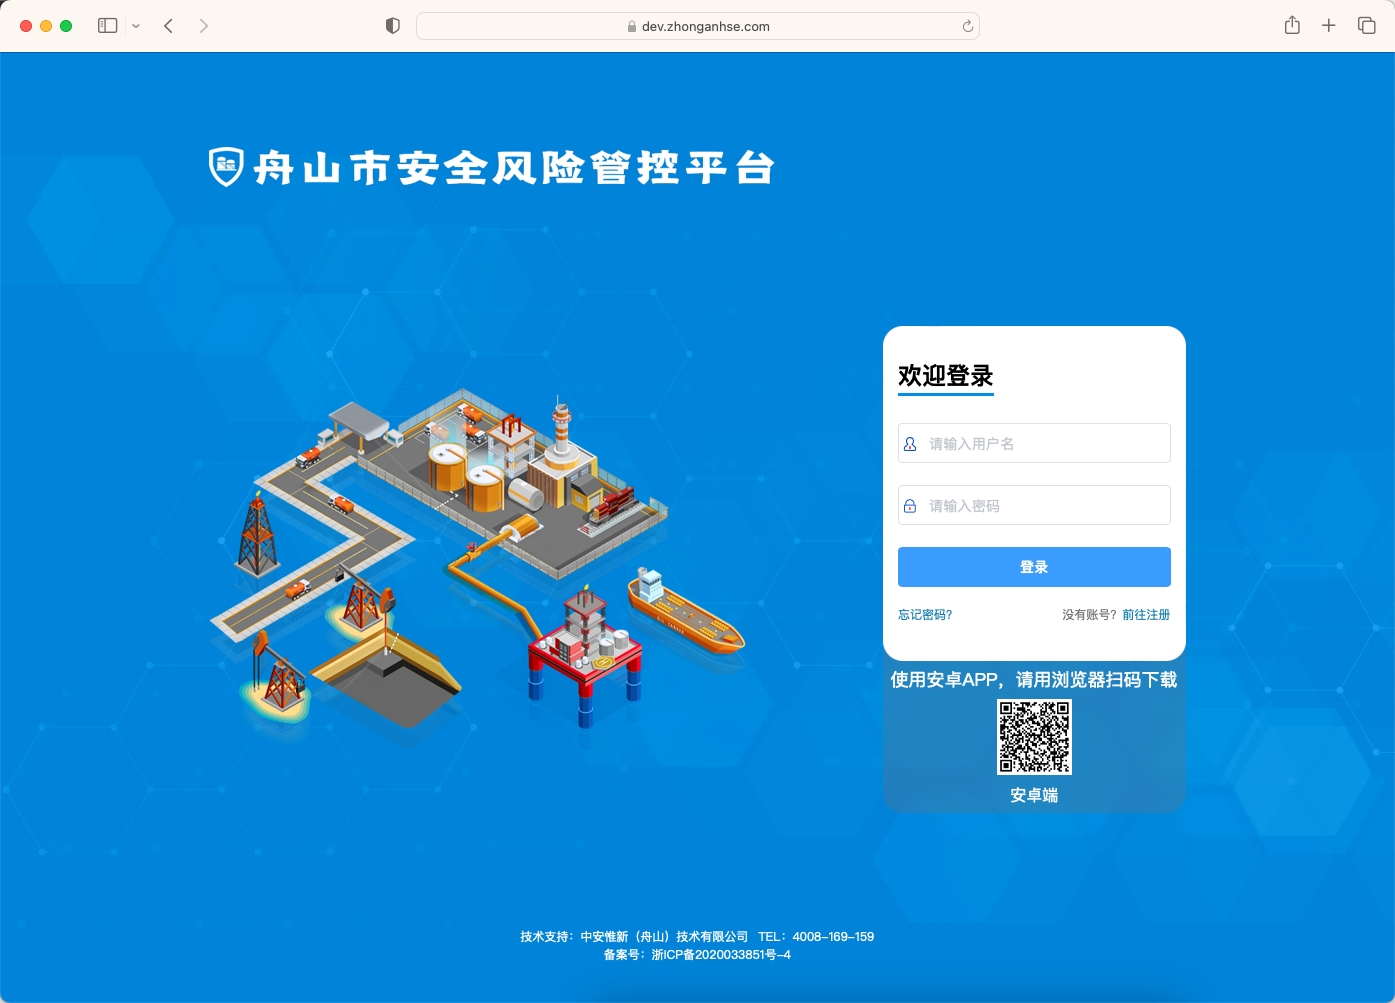 dev.zhonganhse.com
舟山市安全风险管控平台
欢迎登录
请输入用户名
请输入密码
登录
忘记密码?
没有账号? 前往注册
使用安卓APP，请用浏览器扫码下载
安卓端
技术支持：中安惟新（舟山）技术有限公司 TEL：4008-169-159
备案号：浙ICP备2020033851号-4